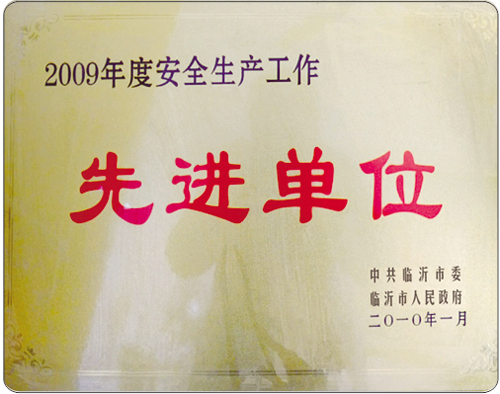 2009年度安全生产工作
先进单位
中共临沂市委
临沂市人民政府
二〇一〇年一月